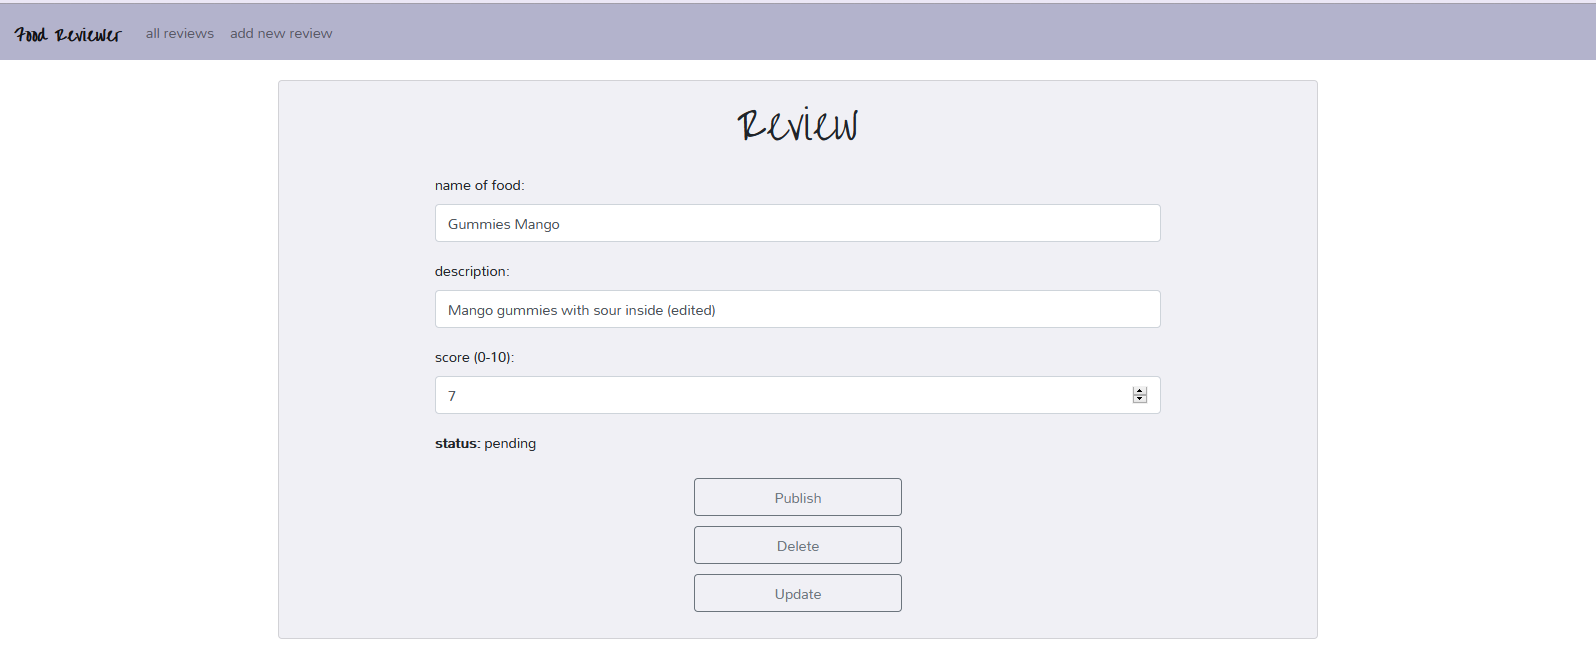 Food Reviewer all reviews add new review
Review
name of food:
Gummies Mango
description:
Mango gummies with sour inside (edited)
score (0-10):
7
status: pending
Publish
Delete
Update